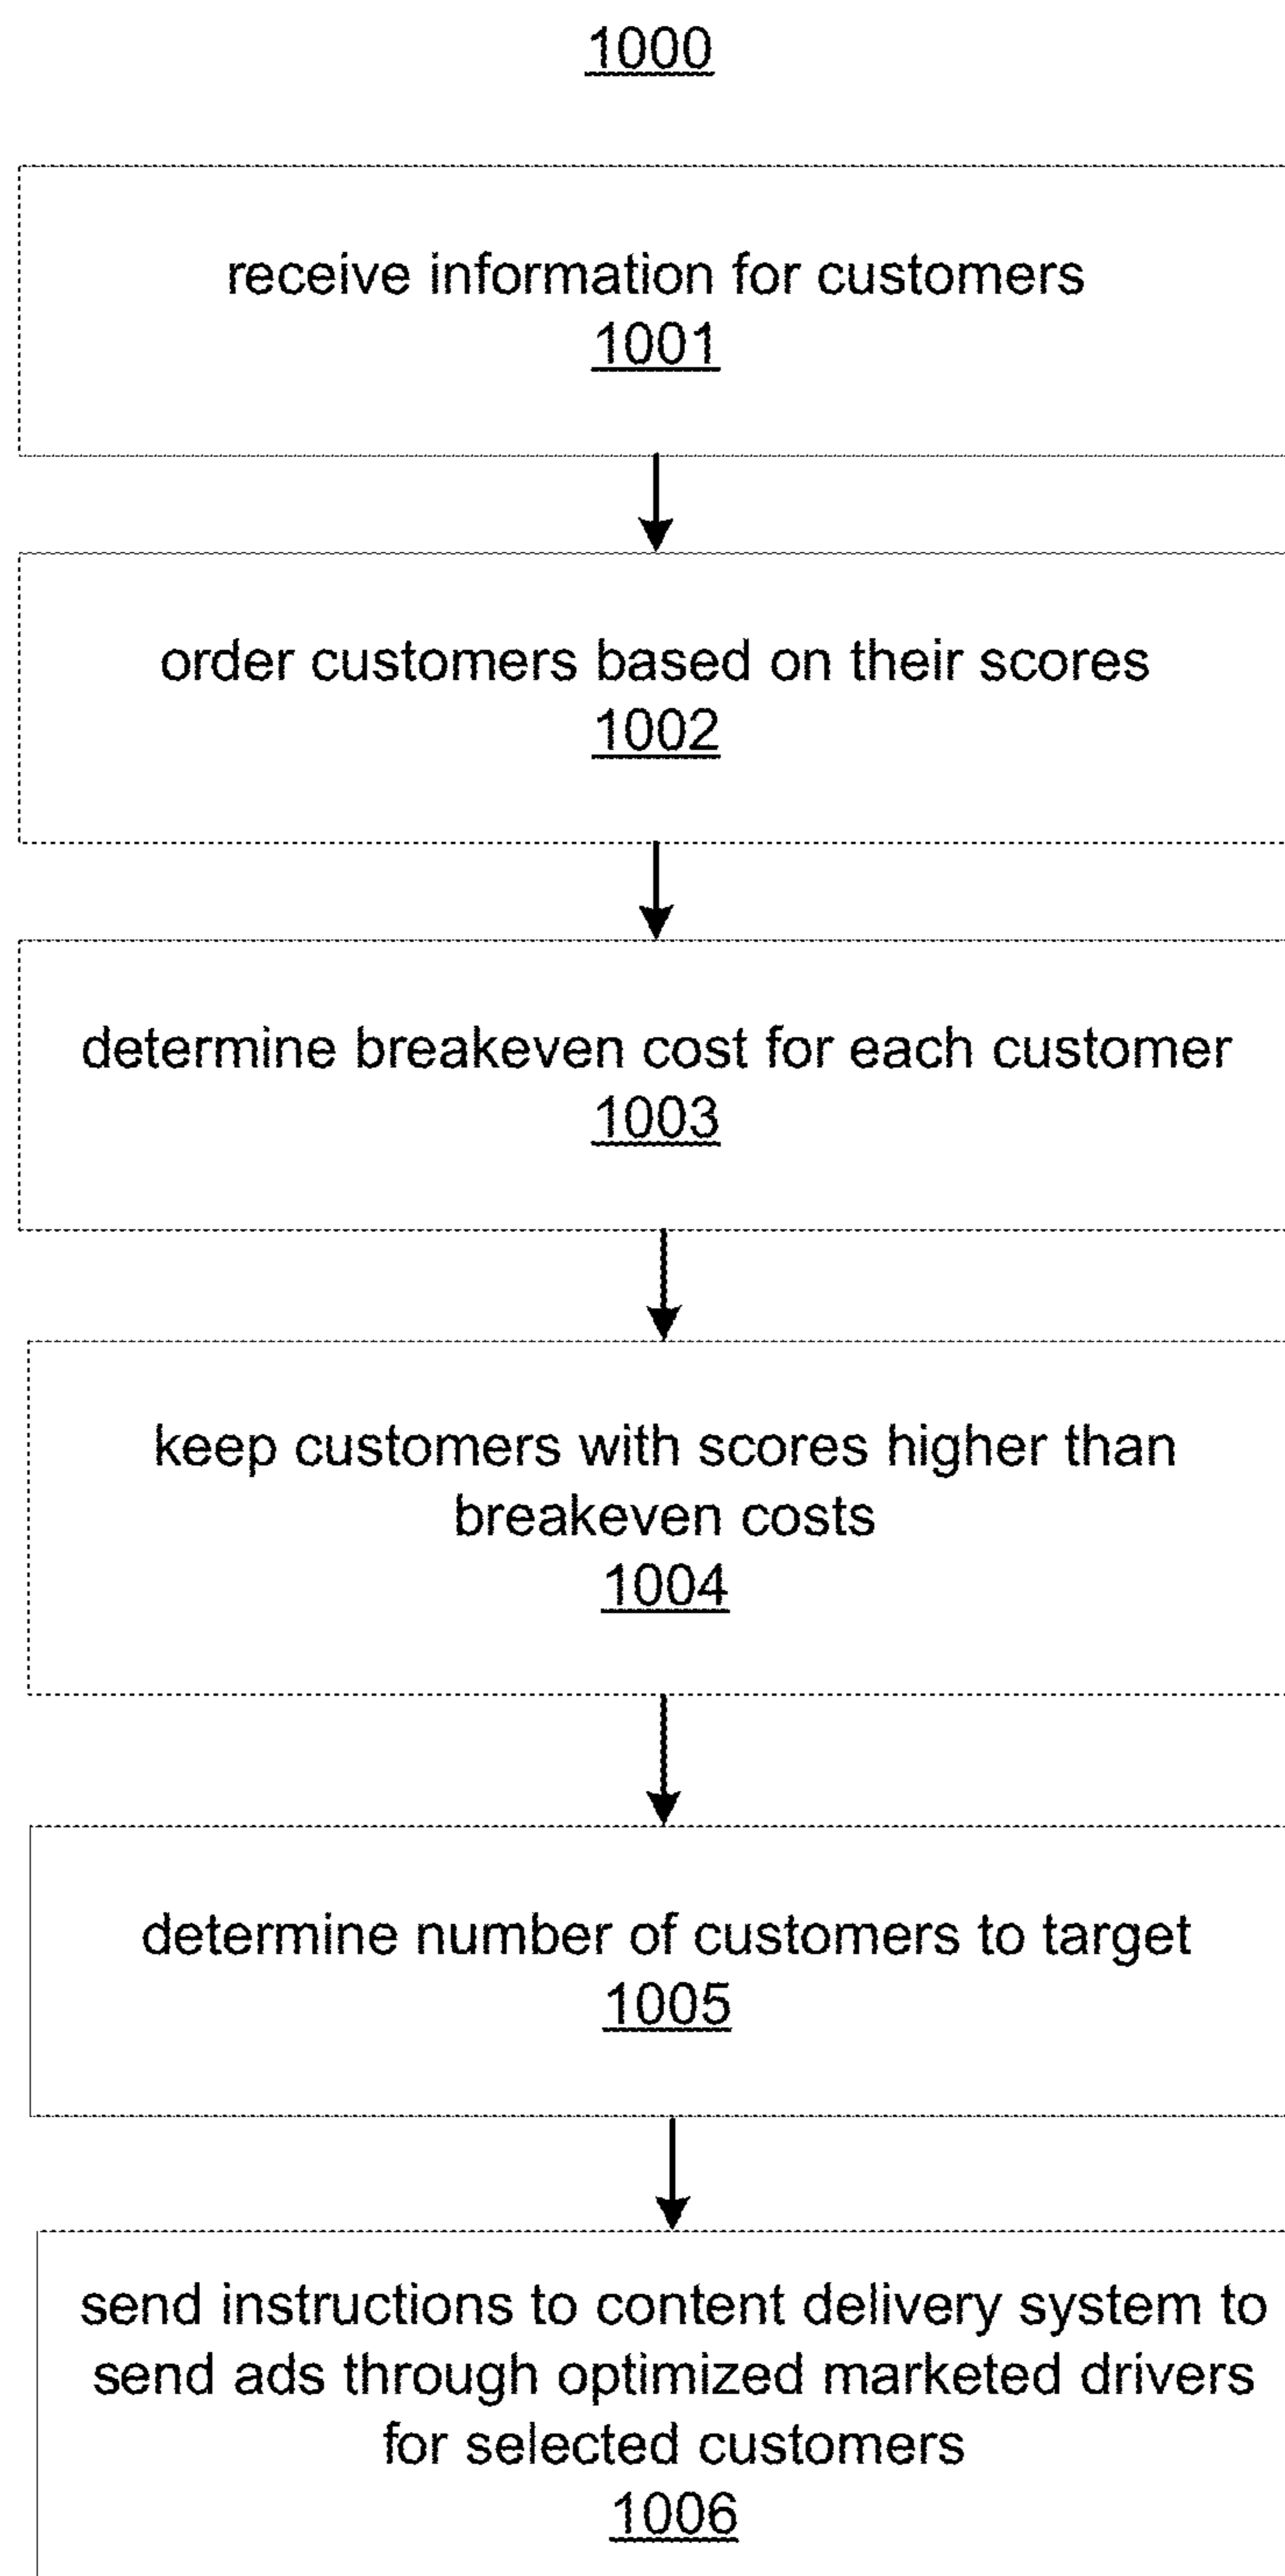 1000
receive information for customers
1001
order customers based on their scores
1002
determine breakeven cost for each customer
1003
keep customers with scores higher than
breakeven costs
1004
determine number of customers to target
1005
send instructions to content delivery system to
send ads through optimized marketed drivers
for selected customers
1006